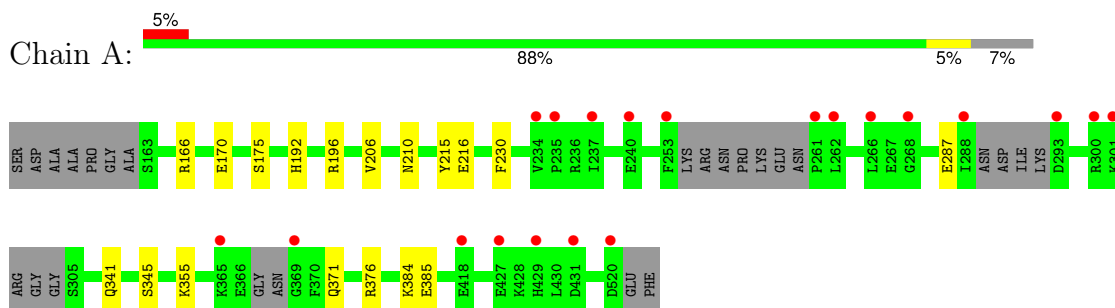 5%
Chain A:
88% 5% 7%
SER ASP ALA ALA PRO GLY ALA S163 R166 E170 S175 H192 R196 V206 N210 Y215 E216 F230 V234 P235 R236 I237 E240 F253 LYS ARG ASN PRO LYS GLU ASN P261 L262 L266 E267 G268 E287 I288 ASN ASP ILE LYS D293 R300 K301
ARG GLY GLY S305 Q341 S345 K355 K365 E366 GLY ASN G369 F370 Q371 R376 K384 E385 E418 E427 K428 H429 L430 D431 D520 GLU PHE